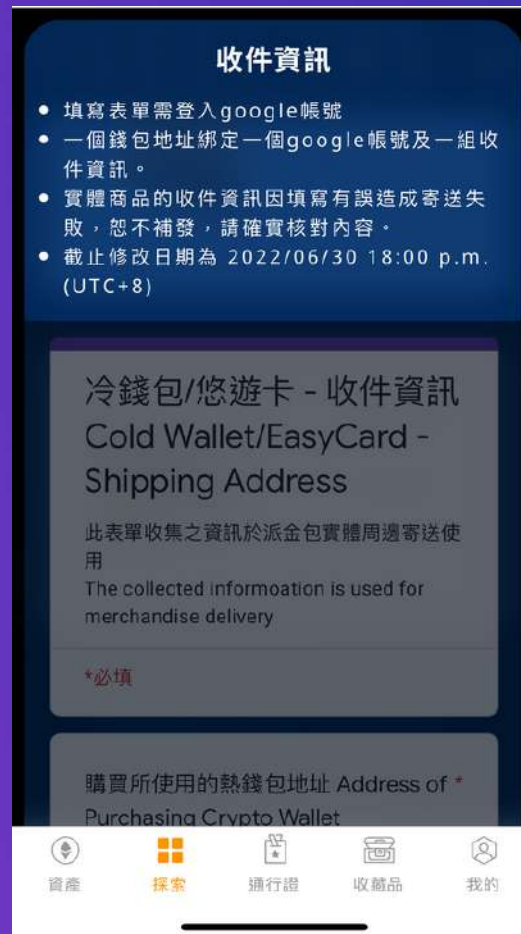 收件資訊
填寫表單需登入google帳號
一個錢包地址綁定一個google帳號及一組收
件資訊。
實體商品的收件資訊因填寫有誤造成寄送失
敗，恕不補發，請確實核對內容。
截止修改日期為 2022/06/30 18:00 p.m.
(UTC+8)
冷錢包/悠遊卡 - 收件資訊
Cold Wallet/EasyCard -
Shipping Address
此表單收集之資訊於派金包實體周邊寄送使
用
The collected informoation is used for
merchandise delivery
*必填
購買所使用的熱錢包地址 Address of *
Purchasing Crypto Wallet
資產 探索 通行證 收藏品 我的